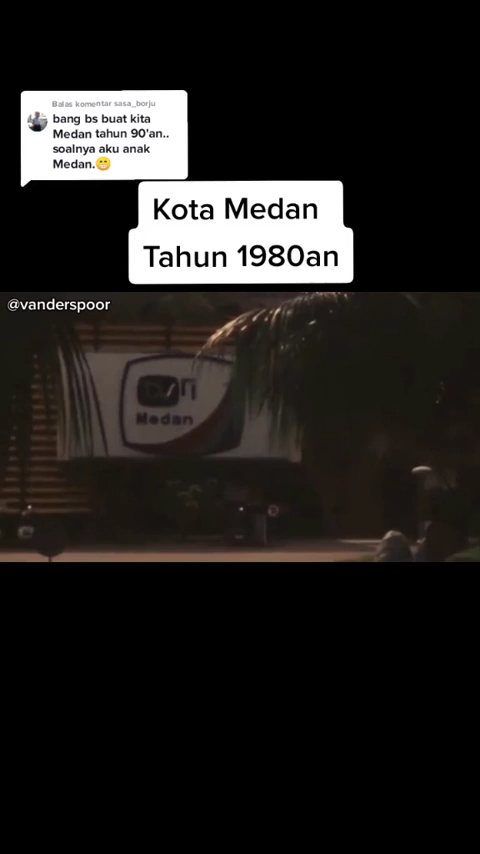 Balas komentar sasa_borju
bang bs buat kita
Medan tahun 90'an..
soalnya aku anak
Medan.😁
Kota Medan
Tahun 1980an
@vanderspoor
Medan